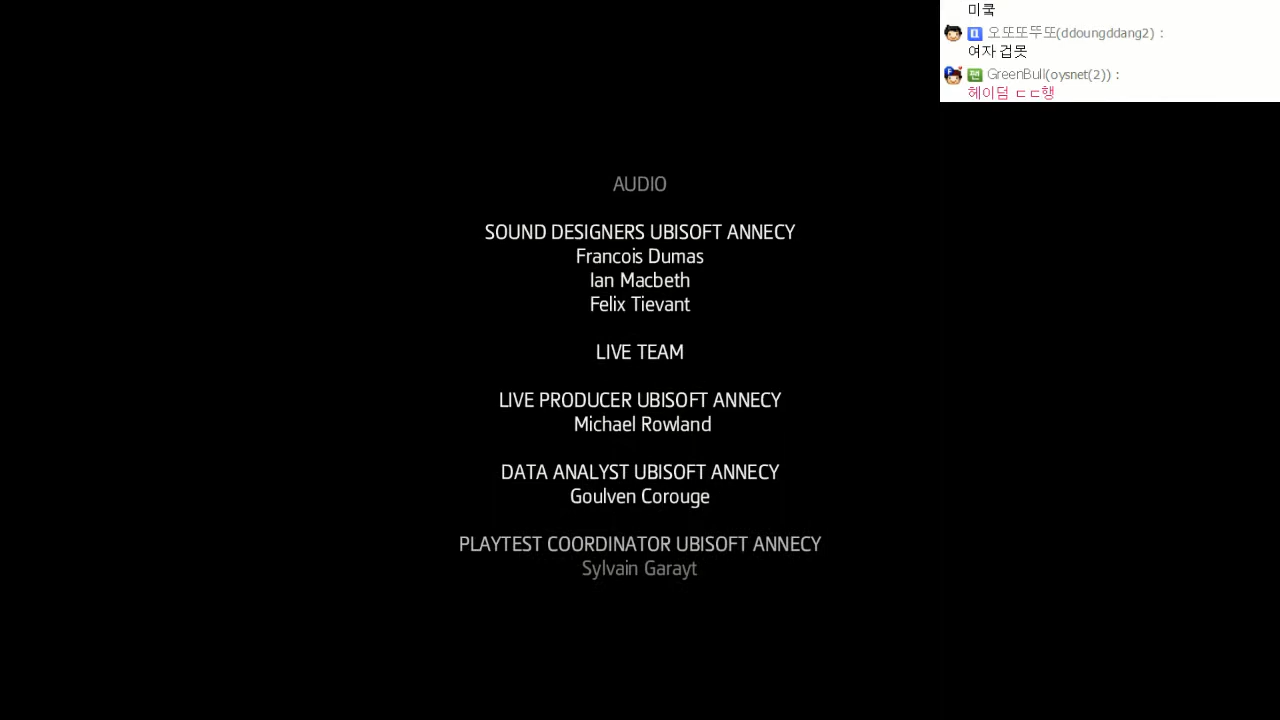 미쿸
오또또뚜또(ddoungddang2) :
여자 겁못
GreenBull(oysnet(2)) :
헤이덤 ㄷㄷ행
AUDIO
SOUND DESIGNERS UBISOFT ANNECY
Francois Dumas
Ian Macbeth
Felix Tievant
LIVE TEAM
LIVE PRODUCER UBISOFT ANNECY
Michael Rowland
DATA ANALYST UBISOFT ANNECY
Goulven Corouge
PLAYTEST COORDINATOR UBISOFT ANNECY
Sylvain Garayt